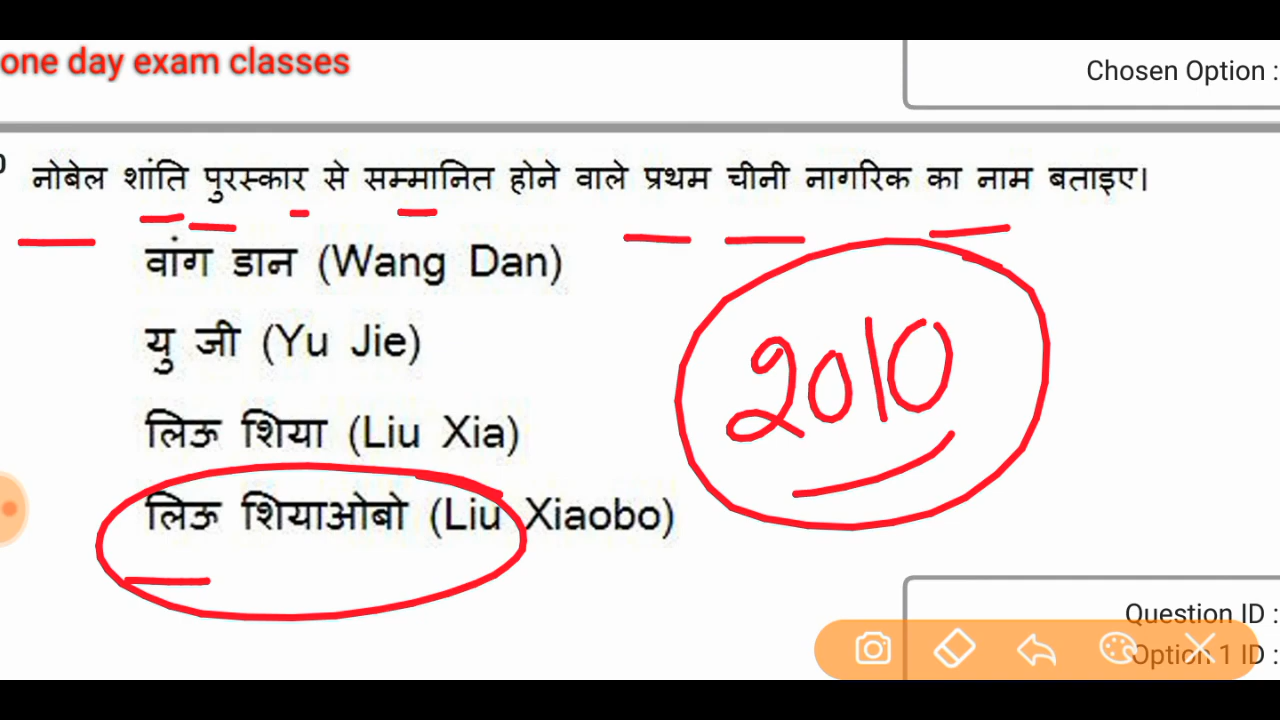 one day exam classes
Chosen Option :
नोबेल शांति पुरस्कार से सम्मानित होने वाले प्रथम चीनी नागरिक का नाम बताइए।
वांग डान (Wang Dan)
यु जी (Yu Jie)
लिऊ शिया (Liu Xia)
लिऊ शियाओबो (Liu Xiaobo)
2010
Question ID :
Option 1 ID :